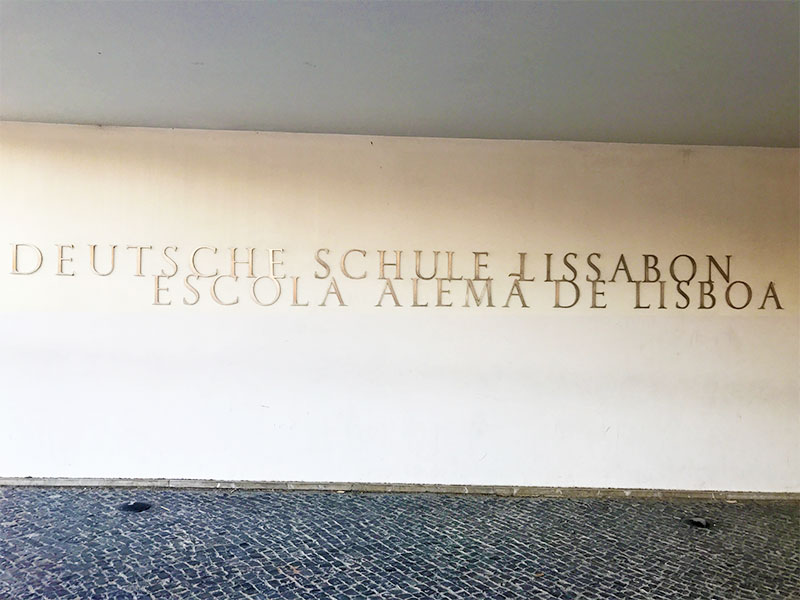 DEUTSCHE SCHULE LISSABON
ESCOLA ALEMÃ DE LISBOA